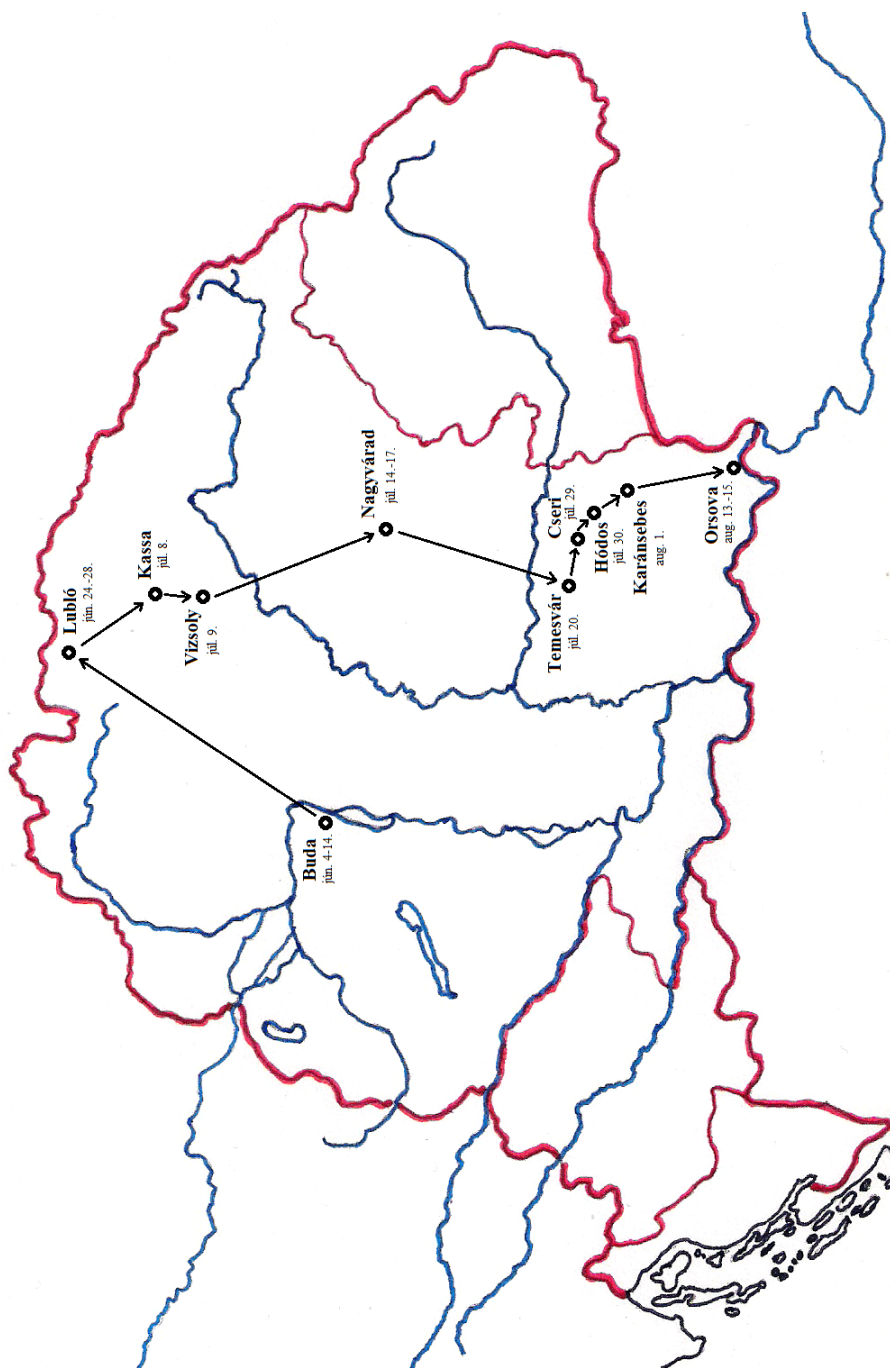 Lubló
jún. 24.-28.
Kassa
júl. 8.
Vizsoly
júl. 9.
Nagyvárad
júl. 14.-17.
Buda
jún. 4-14.
Temesvár
júl. 20.
Cseri
júl. 29.
Hódos
júl. 30.
Karánsebes
aug. 1.
Orsova
aug. 13.-15.